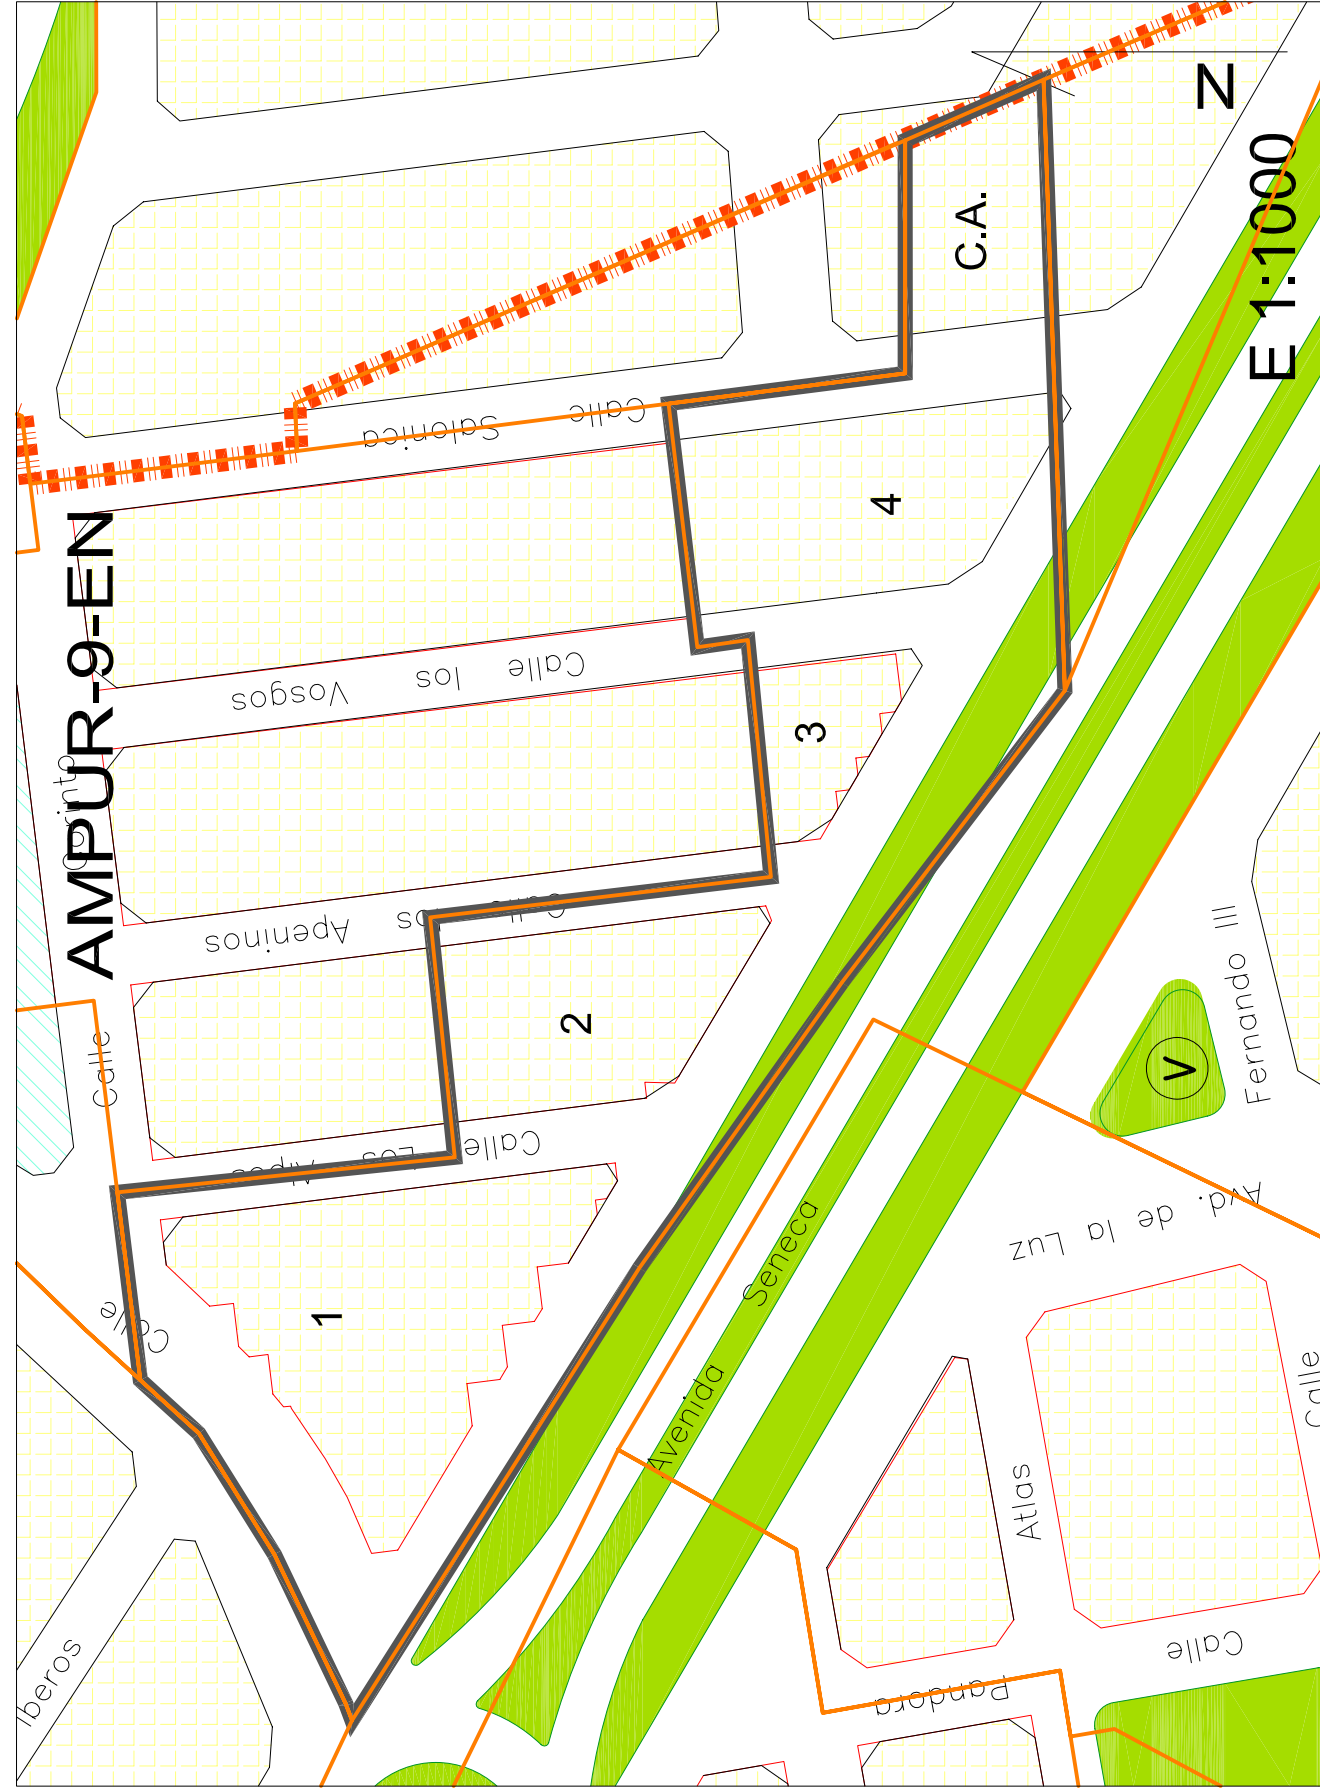 AMPUR-9-EN
E 1:1000
N
C.A.
1
2
3
4
V
Calle Salonica
Calle los Vosgos
Calle los Apeninos
Calle Los Alpes
Calle Corinto
Calle
Iberos
Avenida Seneca
Avd. de la Luz
Fernando III
Atlas
Calle
Pandora
Calle